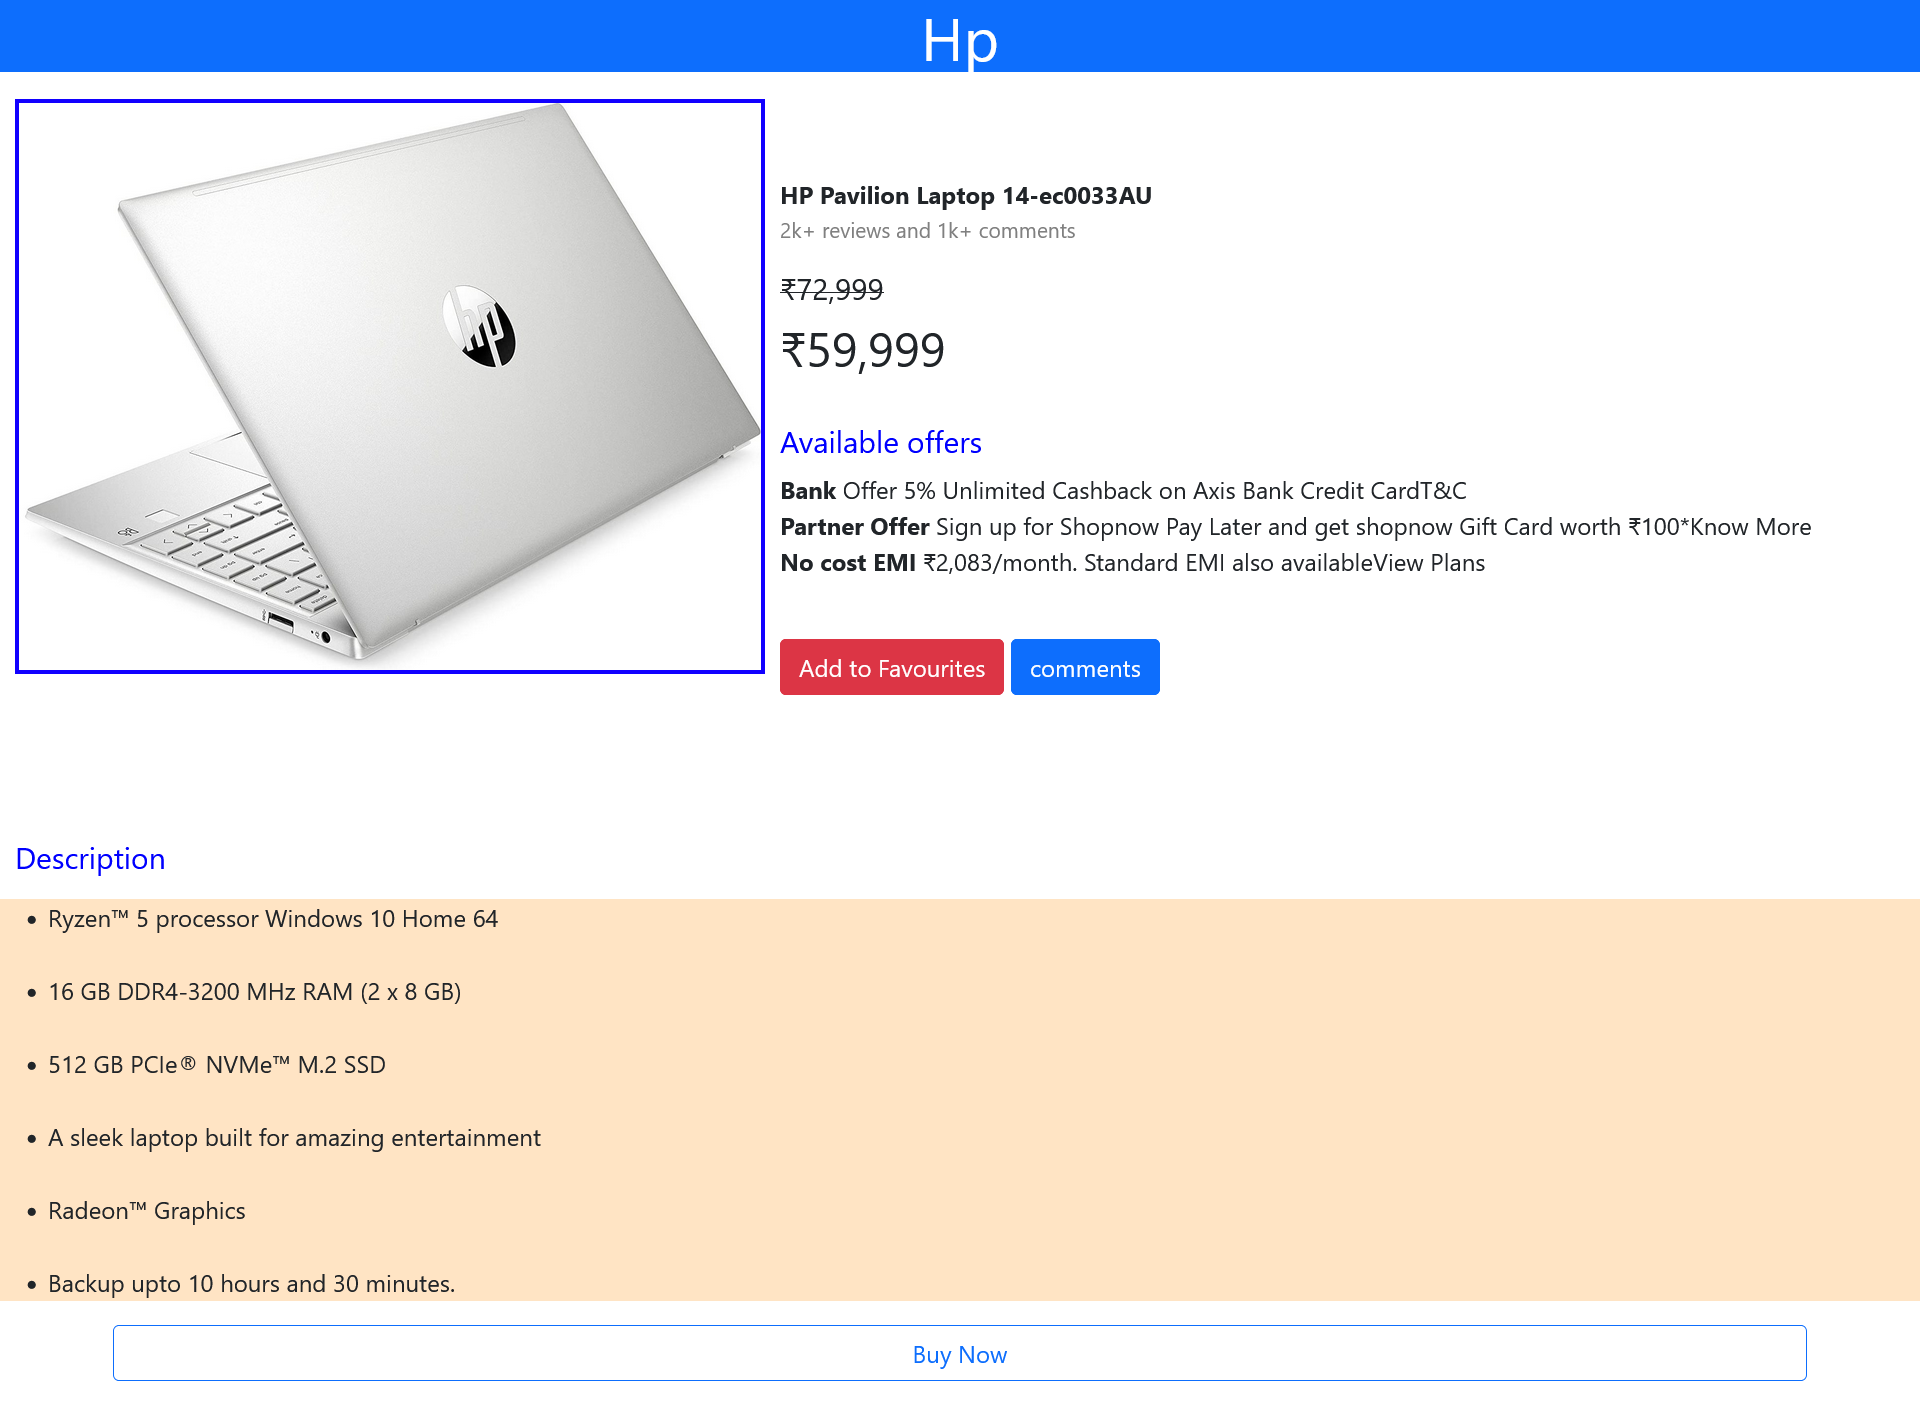 Hp
hp
HP Pavilion Laptop 14-ec0033AU
2k+ reviews and 1k+ comments
₹72,999
₹59,999
Available offers
Bank Offer 5% Unlimited Cashback on Axis Bank Credit CardT&C
Partner Offer Sign up for Shopnow Pay Later and get shopnow Gift Card worth ₹100*Know More
No cost EMI ₹2,083/month. Standard EMI also availableView Plans
Add to Favourites
comments
Description
• Ryzen™ 5 processor Windows 10 Home 64
• 16 GB DDR4-3200 MHz RAM (2 x 8 GB)
• 512 GB PCIe® NVMe™ M.2 SSD
• A sleek laptop built for amazing entertainment
• Radeon™ Graphics
• Backup upto 10 hours and 30 minutes.
Buy Now